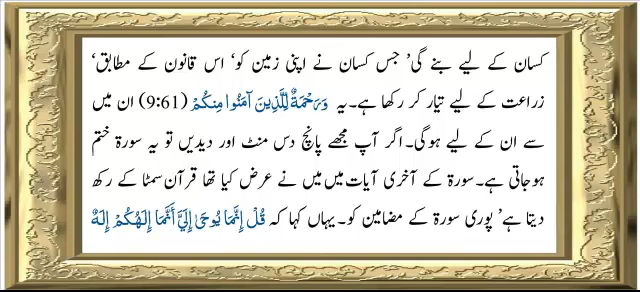 کسان کے لیے بنے گی’ جس کسان نے اپنی زمین کو‘ اس قانون کے مطابق‘
زراعت کے لیے تیار کر رکھا ہے۔ یہ وَرَحْمَةٌ لِّلَّذِينَ آمَنُوا مِنكُمْ (9:61) ان میں
سے ان کے لیے ہوگی۔ اگر آپ مجھے پانچ دس منٹ اور دیدیں تو یہ سورة ختم
ہوجاتی ہے۔ سورة کے آخری آیات میں میں نے عرض کیا تھا قرآن سمٹا کے رکھ
دیتا ہے’ پوری سورة کے مضامین کو۔ یہاں کہا کہ قُلْ إِنَّمَا يُوحَىٰ إِلَيَّ أَنَّمَا إِلَٰهُكُمْ إِلَٰهٌ